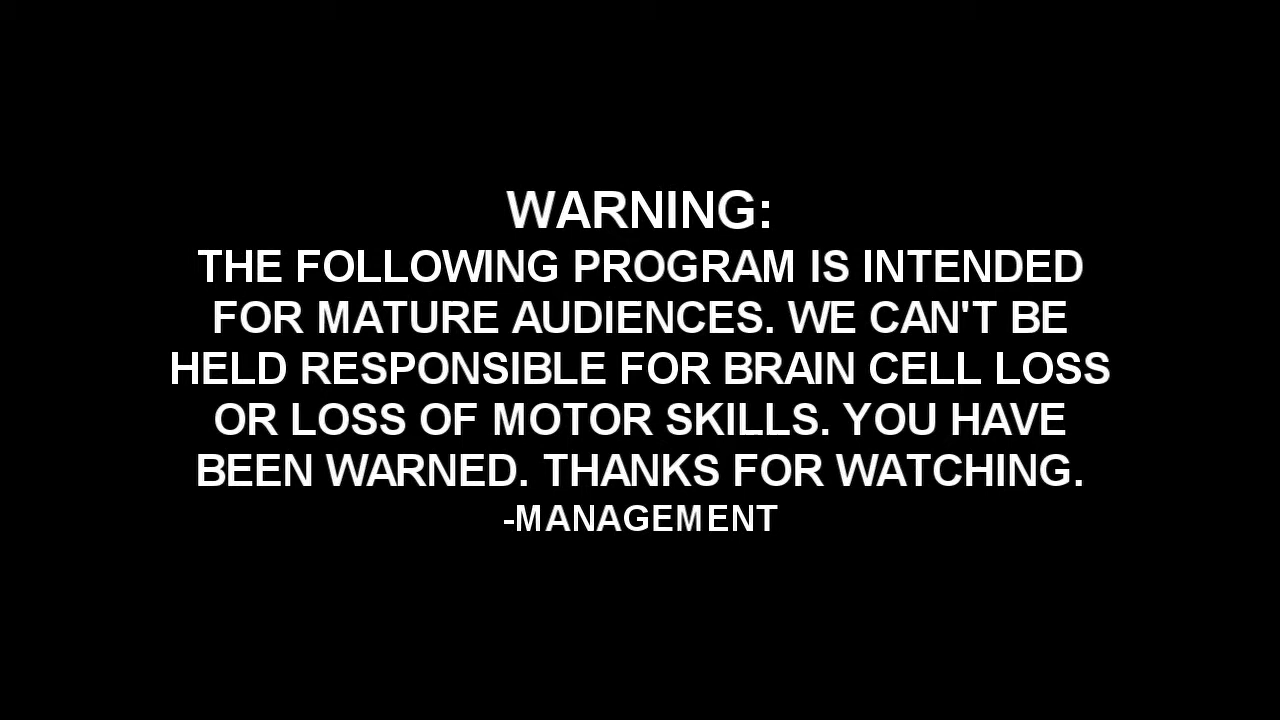 WARNING:
THE FOLLOWING PROGRAM IS INTENDED
FOR MATURE AUDIENCES. WE CAN'T BE
HELD RESPONSIBLE FOR BRAIN CELL LOSS
OR LOSS OF MOTOR SKILLS. YOU HAVE
BEEN WARNED. THANKS FOR WATCHING.
-MANAGEMENT